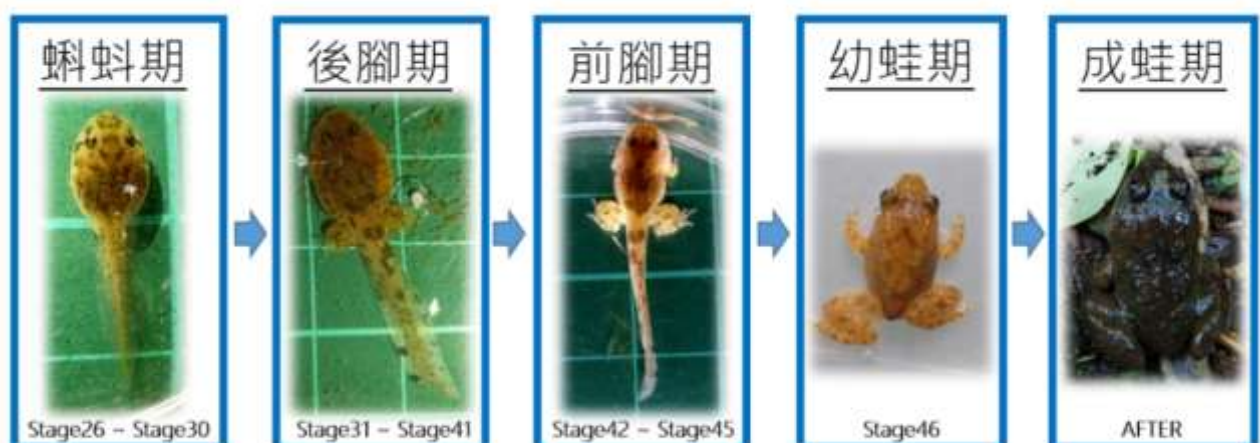 蝌蚪期
後腳期
前腳期
幼蛙期
成蛙期
Stage26 ~ Stage30
Stage31 ~ Stage41
Stage42 ~ Stage45
Stage46
AFTER